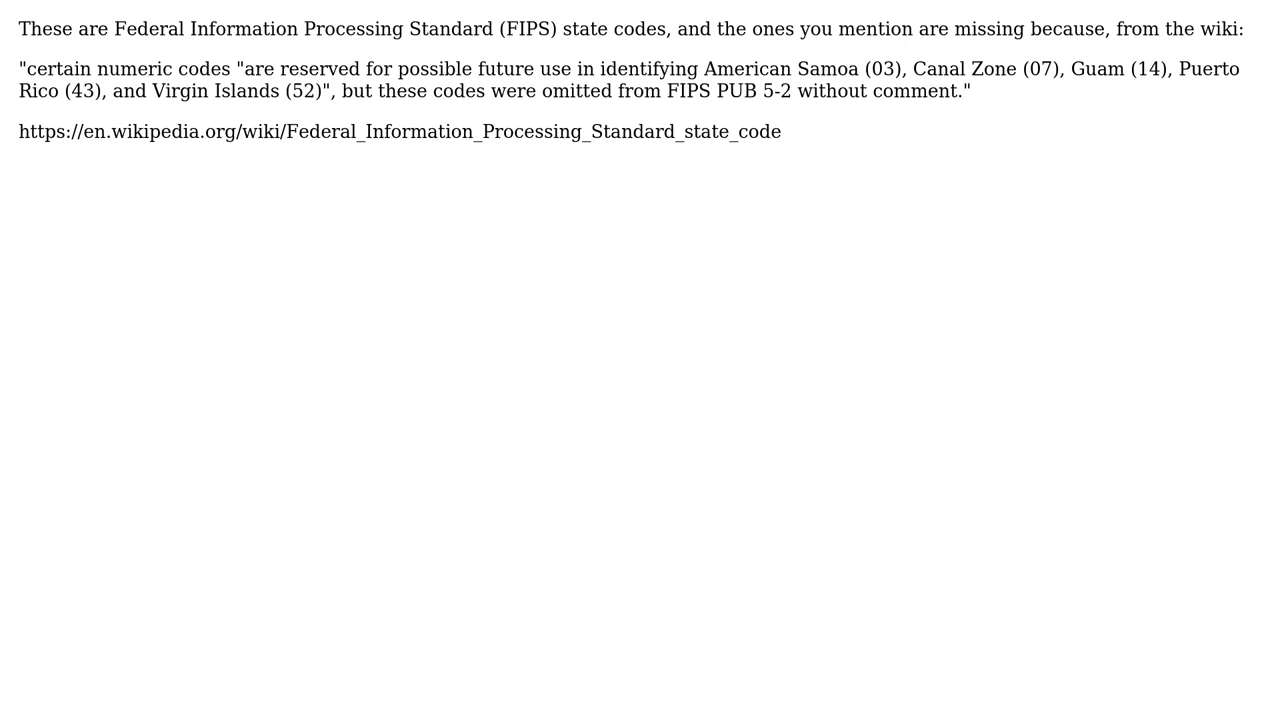 These are Federal Information Processing Standard (FIPS) state codes, and the ones you mention are missing because, from the wiki:
"certain numeric codes "are reserved for possible future use in identifying American Samoa (03), Canal Zone (07), Guam (14), Puerto
Rico (43), and Virgin Islands (52)", but these codes were omitted from FIPS PUB 5-2 without comment."
https://en.wikipedia.org/wiki/Federal_Information_Processing_Standard_state_code